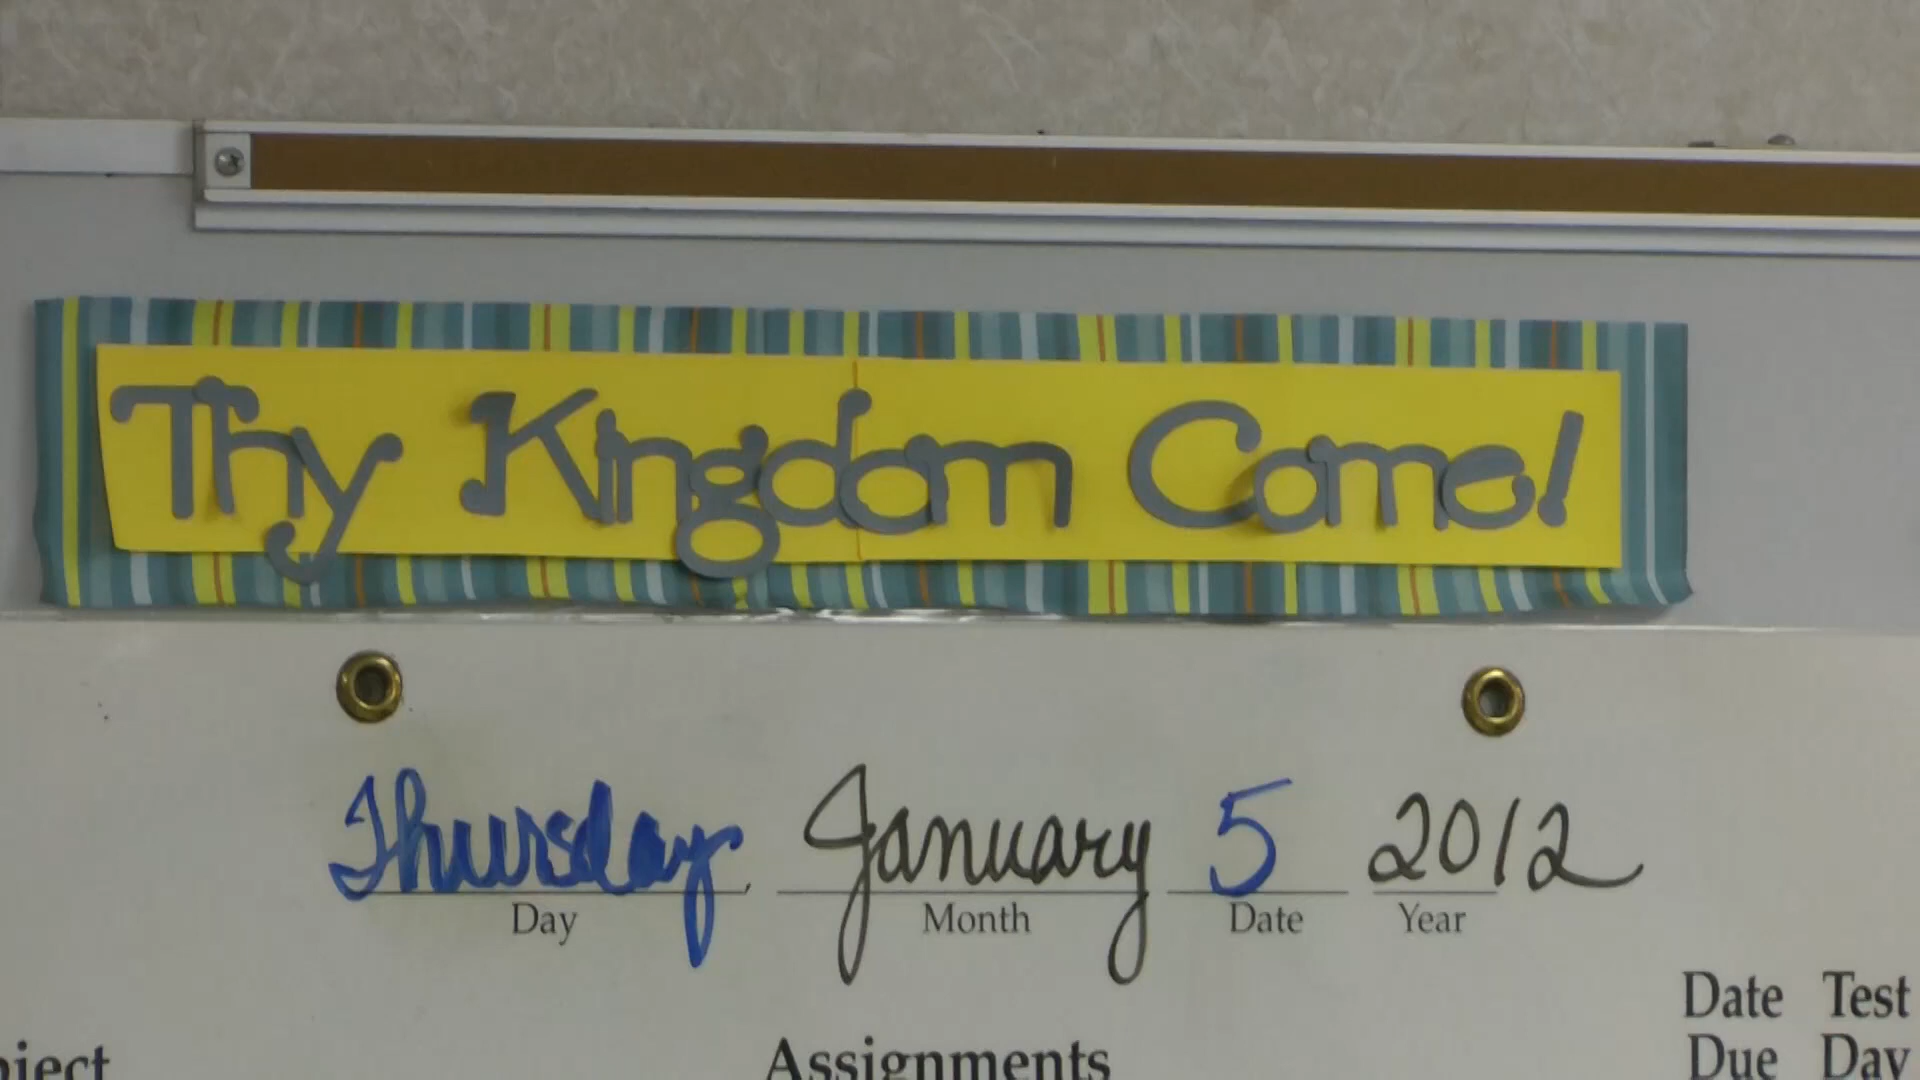 Thy Kingdom Come!
Thursday, January 5 2012
Day Month Date Year
Date Test
Assignments Due Day